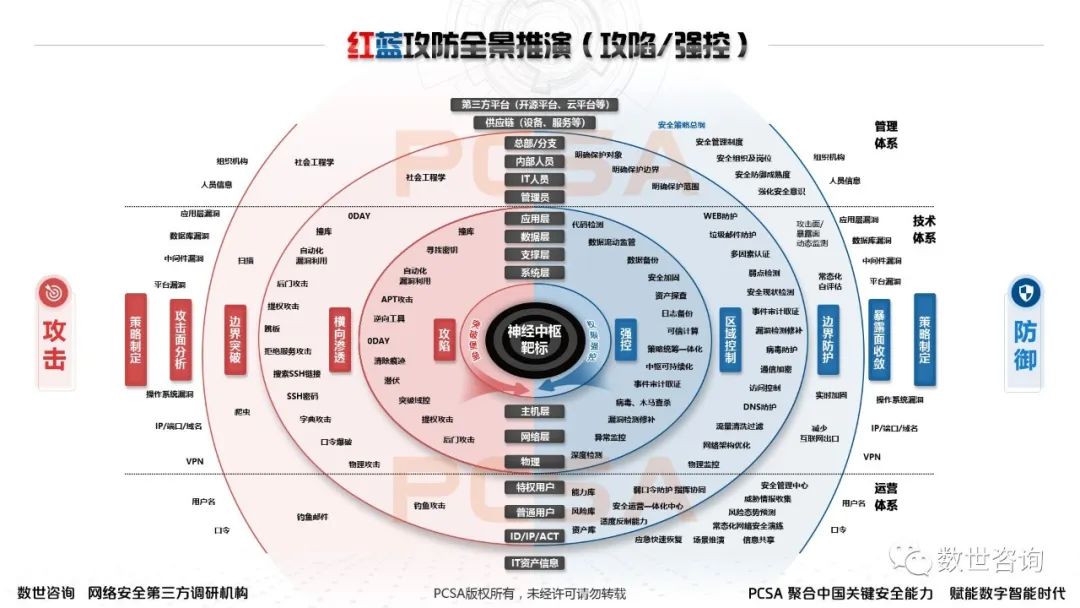 红蓝攻防全景推演（攻陷/强控）
第三方平台（开源平台、云平台等）
供应链（设备、服务等）
总部/分支
内部人员
IT人员
管理员
应用层
数据层
支撑层
系统层
神经中枢
靶标
主机层
网络层
物理
特权用户
普通用户
ID/IP/ACT
IT资产信息
攻击
策略制定
攻击面分析
边界突破
横向渗透
攻陷
强控
区域控制
边界防护
暴露面收敛
策略制定
防御
管理
体系
技术
体系
运营
体系
组织机构
人员信息
社会工程学
社会工程学
应用层漏洞
数据库漏洞
中间件漏洞
平台漏洞
操作系统漏洞
IP/端口/域名
VPN
用户名
口令
扫描
爬虫
0DAY
撞库
自动化
漏洞利用
后门攻击
提权攻击
跳板
拒绝服务攻击
搜索SSH链接
SSH密码
字典攻击
口令爆破
物理攻击
钓鱼邮件
撞库
寻找密钥
自动化
漏洞利用
APT攻击
逆向工具
0DAY
清除痕迹
潜伏
突破域控
提权攻击
后门攻击
钓鱼攻击
安全策略总纲
明确保护对象
明确保护边界
明确保护范围
安全管理制度
安全组织及岗位
安全防御成熟度
强化安全意识
组织机构
人员信息
代码检测
数据流动监管
数据备份
安全加固
资产探查
日志备份
可信计算
策略统筹一体化
中枢可持续化
事件审计取证
病毒、木马查杀
漏洞检测修补
异常监控
深度检测
WEB防护
垃圾邮件防护
多因素认证
弱点检测
安全现状检测
事件审计取证
漏洞检测修补
病毒防护
通信加密
访问控制
DNS防护
流量清洗过滤
网络架构优化
物理监控
攻击面/
暴露面
动态监测
常态化
自评估
实时加固
减少
互联网出口
应用层漏洞
数据库漏洞
中间件漏洞
平台漏洞
操作系统漏洞
IP/端口/域名
VPN
用户名
口令
能力库
风险库
资产库
弱口令防护
指挥协同
安全运营一体化中心
适度反制能力
应急快速恢复
场景推演
信息共享
安全管理中心
威胁情报收集
风险态势预测
常态化网络安全演练
PCSA
PCSA
数世咨询
数世咨询 网络安全第三方调研机构
PCSA版权所有，未经许可请勿转载
PCSA 聚合中国关键安全能力 赋能数字智能时代